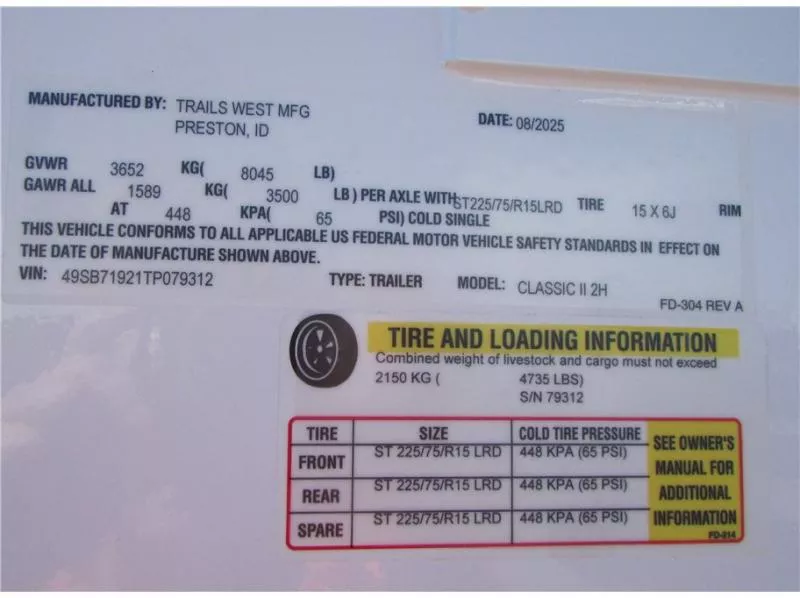 MANUFACTURED BY: TRAILS WEST MFG DATE: 08/2025
PRESTON, ID
GVWR 3652 KG( 8045 LB)
GAWR ALL 1589 KG( 3500 LB ) PER AXLE WITH ST225/75/R15LRD TIRE 15 X 6J RIM
AT 448 KPA( 65 PSI) COLD SINGLE
THIS VEHICLE CONFORMS TO ALL APPLICABLE US FEDERAL MOTOR VEHICLE SAFETY STANDARDS IN EFFECT ON
THE DATE OF MANUFACTURE SHOWN ABOVE.
VIN: 49SB71921TP079312 TYPE: TRAILER MODEL: CLASSIC II 2H
FD-304 REV A
TIRE AND LOADING INFORMATION
Combined weight of livestock and cargo must not exceed
2150 KG ( 4735 LBS)
S/N 79312
TIRE SIZE COLD TIRE PRESSURE
FRONT ST 225/75/R15 LRD 448 KPA (65 PSI)
REAR ST 225/75/R15 LRD 448 KPA (65 PSI)
SPARE ST 225/75/R15 LRD 448 KPA (65 PSI)
SEE OWNER'S
MANUAL FOR
ADDITIONAL
INFORMATION
FD-214